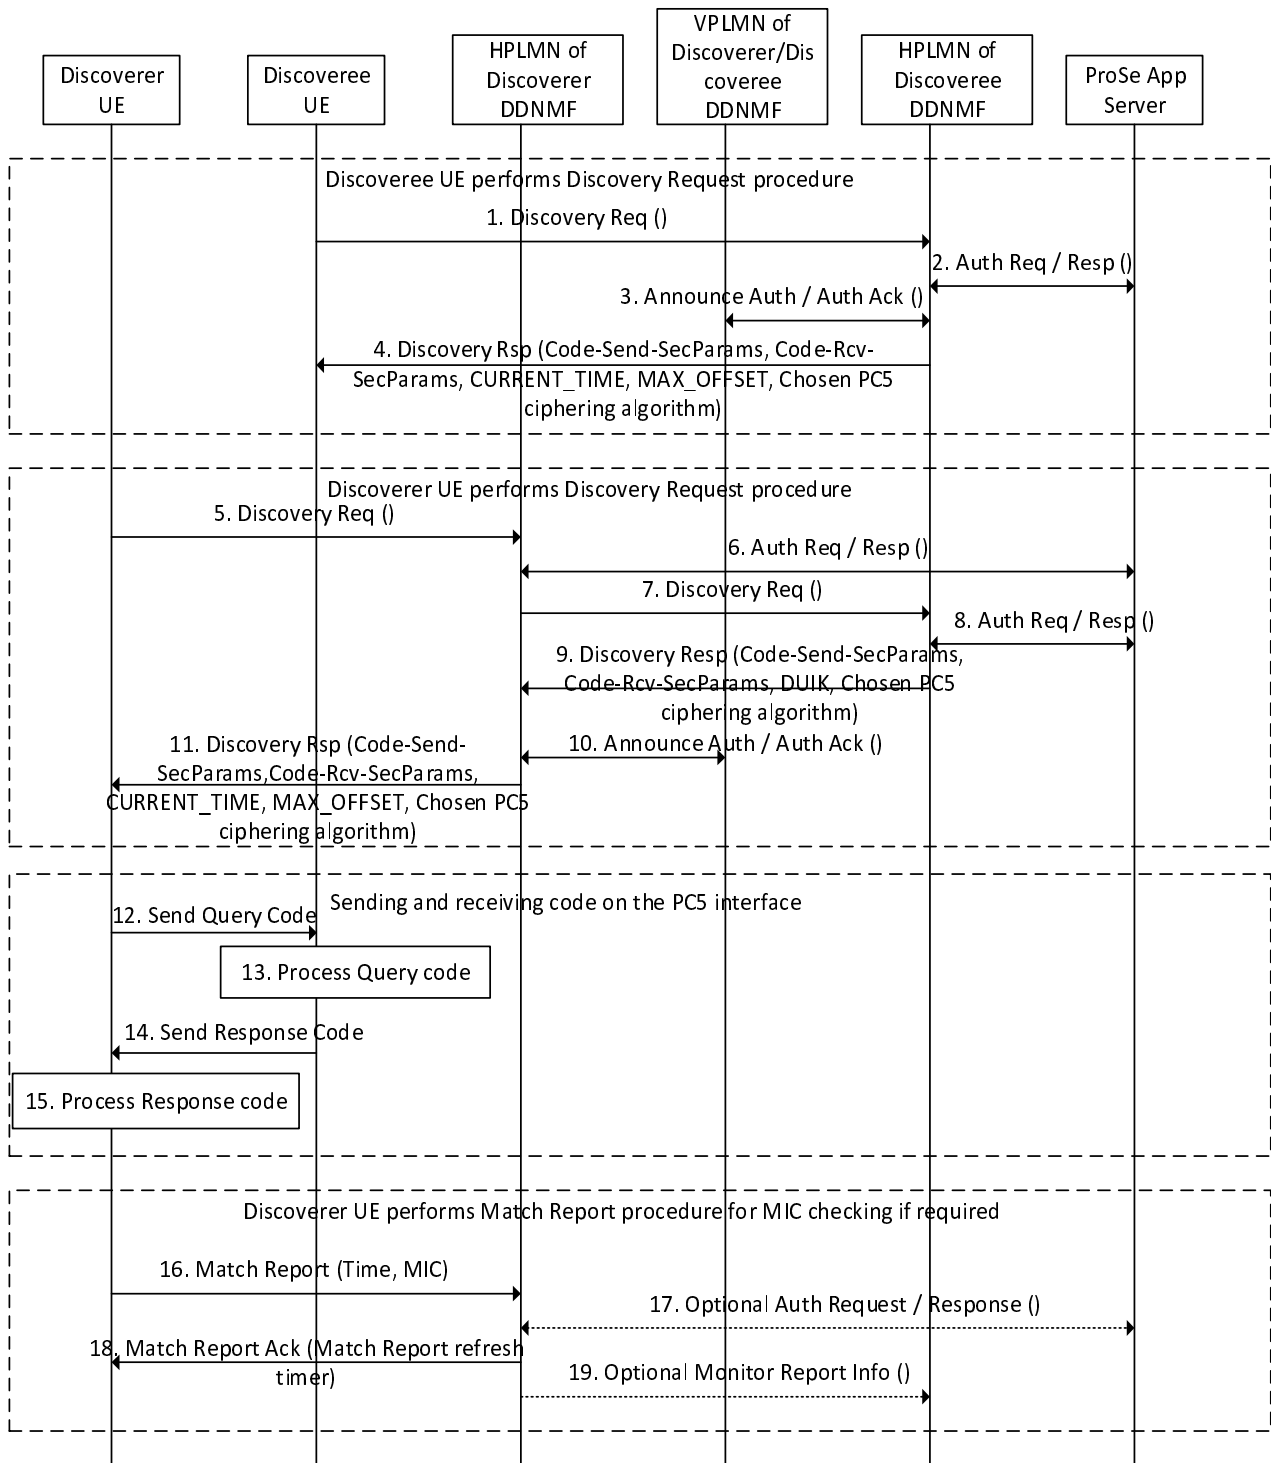 Discoverer
UE
Discoveree
UE
HPLMN of
Discoverer
DDNMF
VPLMN of
Discoverer/Dis
coveree
DDNMF
HPLMN of
Discoveree
DDNMF
ProSe App
Server
Discoveree UE performs Discovery Request procedure
1. Discovery Req ()
2. Auth Req / Resp ()
3. Announce Auth / Auth Ack ()
4. Discovery Rsp (Code-Send-SecParams, Code-Rcv-
SecParams, CURRENT_TIME, MAX_OFFSET, Chosen PC5
ciphering algorithm)
Discoverer UE performs Discovery Request procedure
5. Discovery Req ()
6. Auth Req / Resp ()
7. Discovery Req ()
8. Auth Req / Resp ()
9. Discovery Resp (Code-Send-SecParams,
Code-Rcv-SecParams, DUIK, Chosen PC5
ciphering algorithm)
10. Announce Auth / Auth Ack ()
11. Discovery Rsp (Code-Send-
SecParams,Code-Rcv-SecParams,
CURRENT_TIME, MAX_OFFSET, Chosen PC5
ciphering algorithm)
Sending and receiving code on the PC5 interface
12. Send Query Code
13. Process Query code
14. Send Response Code
15. Process Response code
Discoverer UE performs Match Report procedure for MIC checking if required
16. Match Report (Time, MIC)
17. Optional Auth Request / Response ()
18. Match Report Ack (Match Report refresh
timer)
19. Optional Monitor Report Info ()